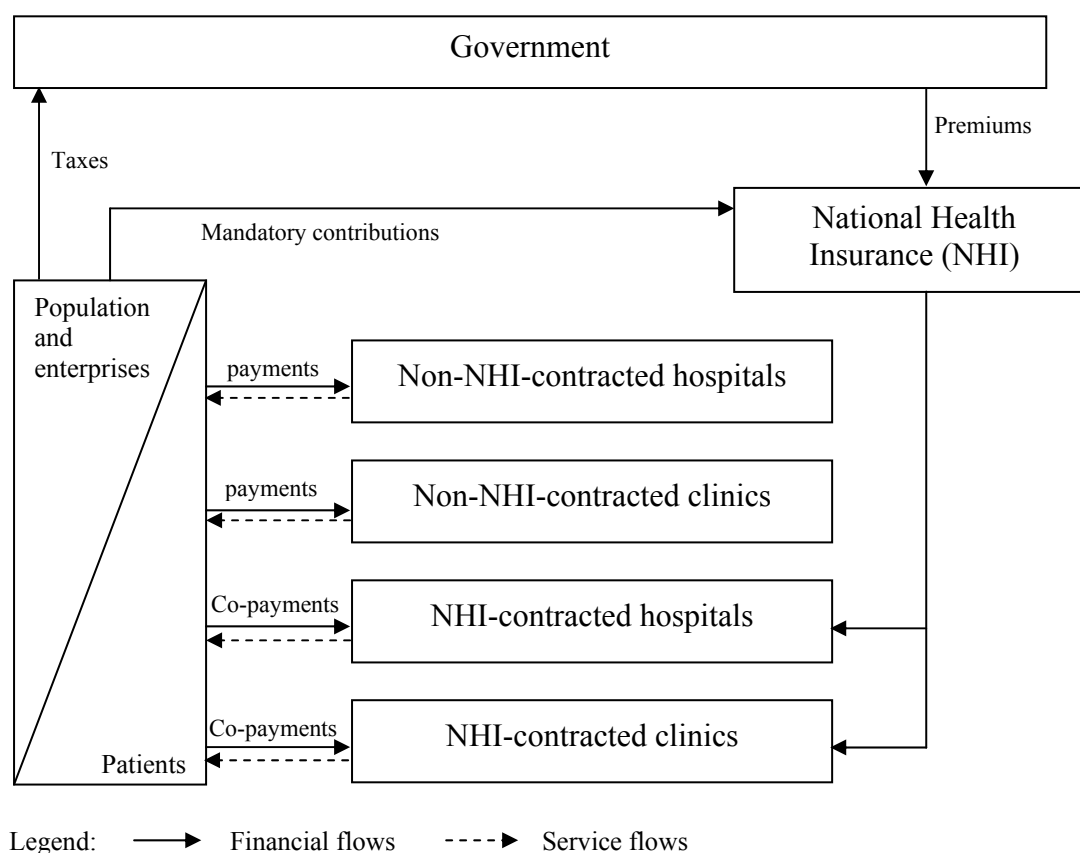 Government
Premiums
Taxes
National Health
Insurance (NHI)
Mandatory contributions
Population
and
enterprises
payments
Non-NHI-contracted hospitals
payments
Non-NHI-contracted clinics
Co-payments
NHI-contracted hospitals
Co-payments
NHI-contracted clinics
Patients
Legend: Financial flows Service flows